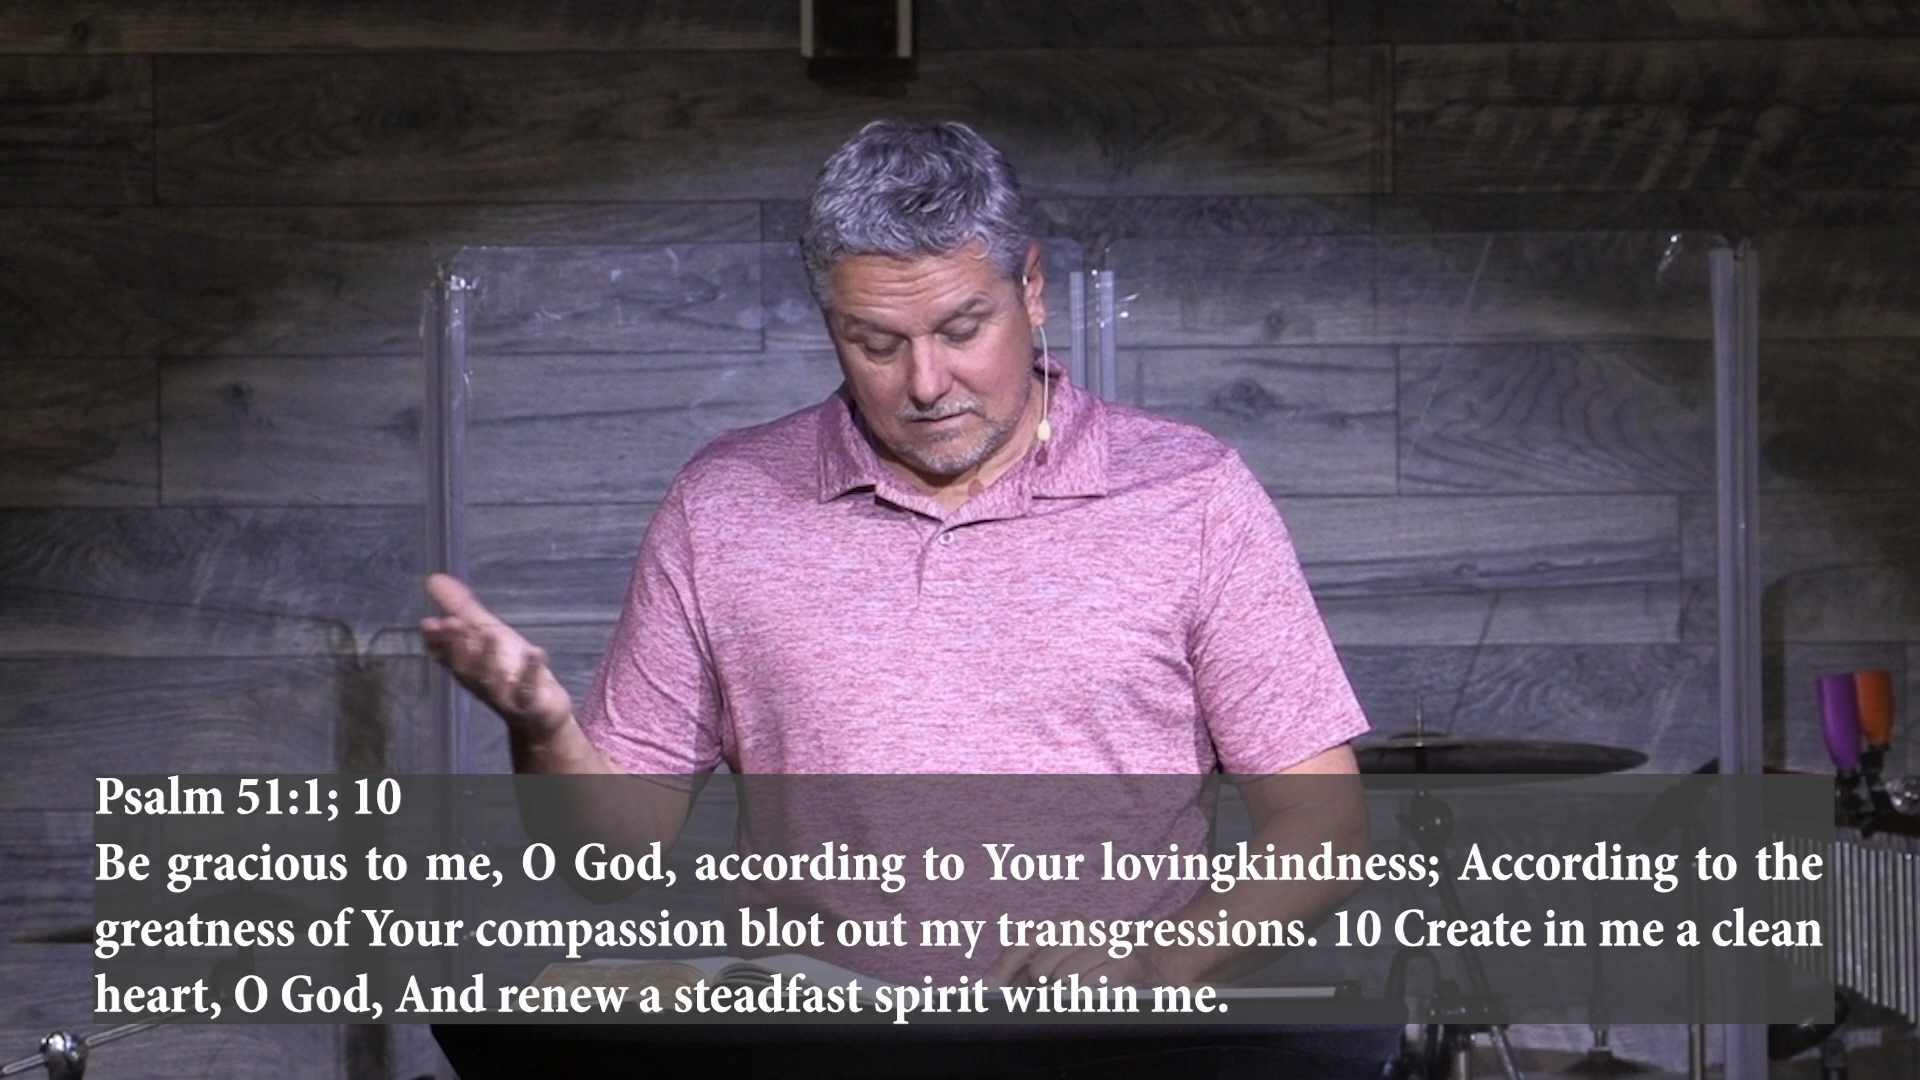 Psalm 51:1; 10
Be gracious to me, O God, according to Your lovingkindness; According to the
greatness of Your compassion blot out my transgressions. 10 Create in me a clean
heart, O God, And renew a steadfast spirit within me.